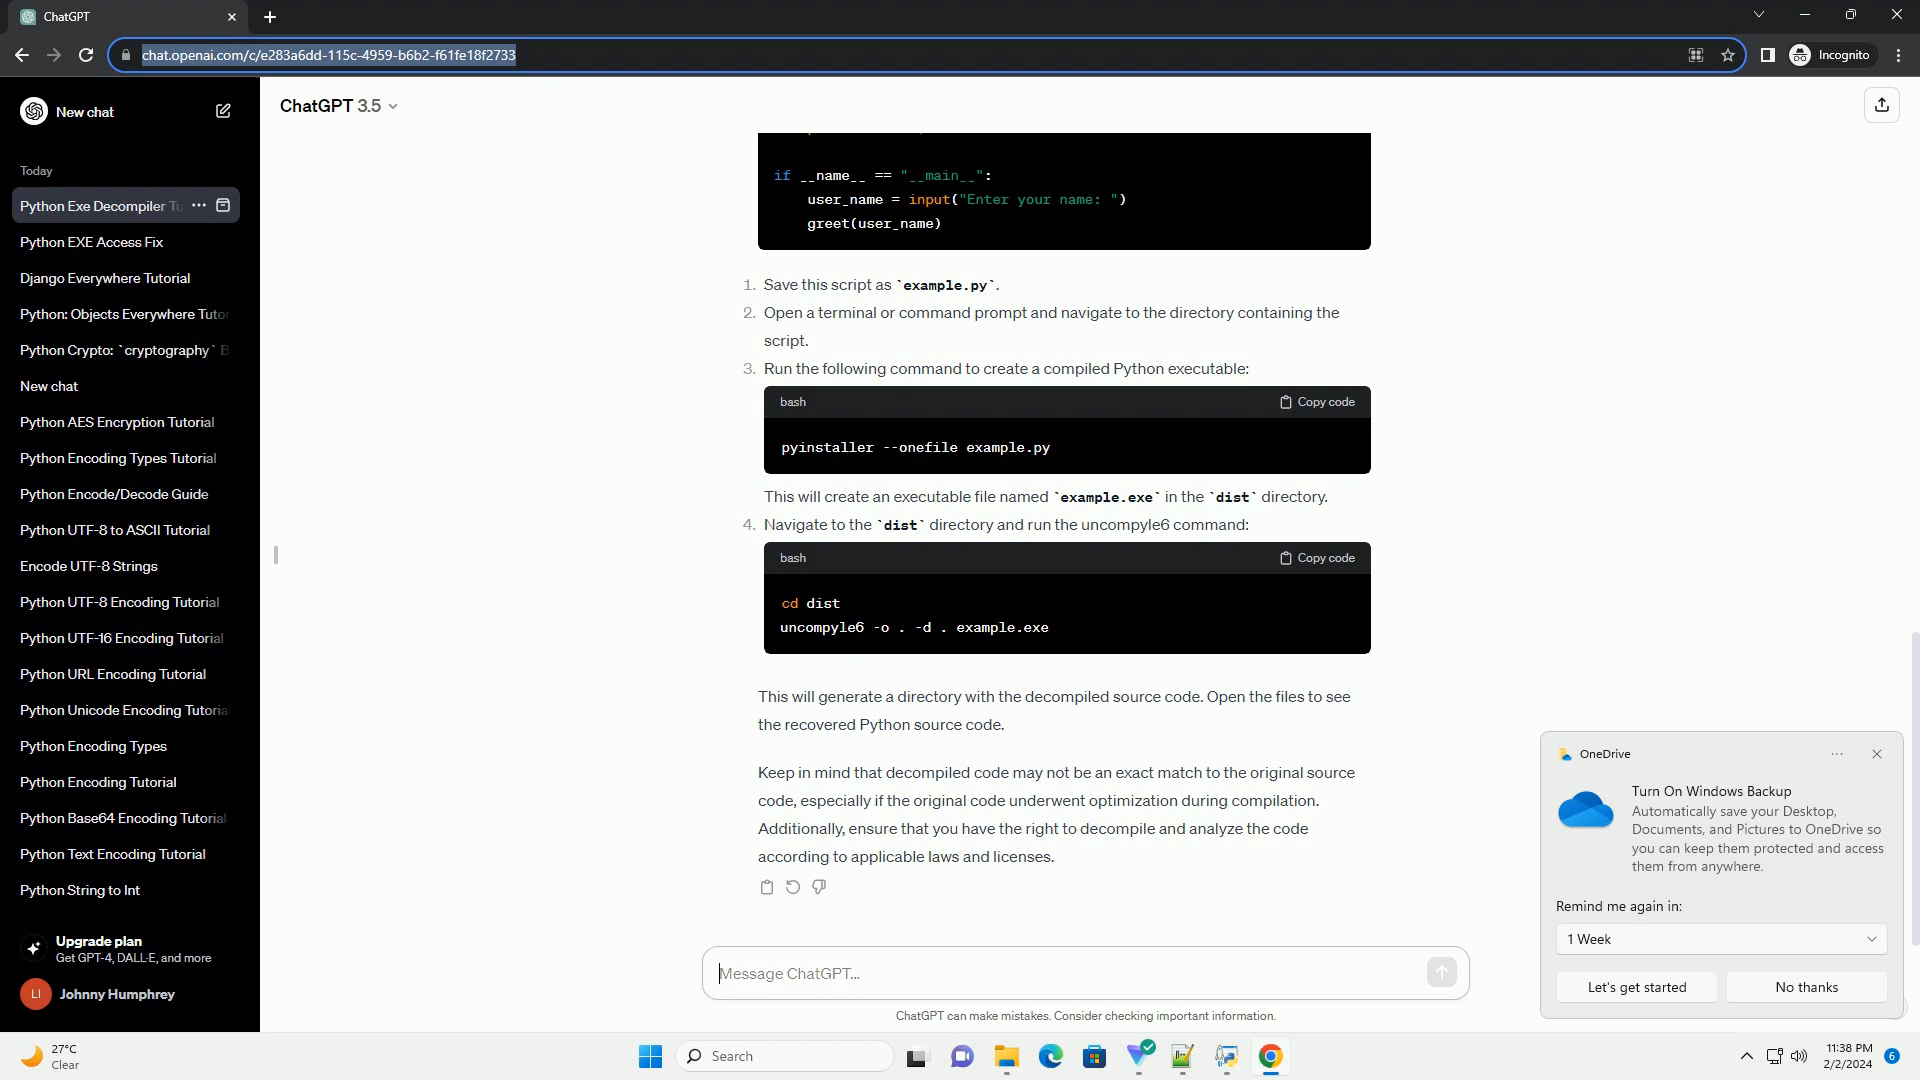 ChatGPT
chat.openai.com/c/e283a6dd-115c-4959-b6b2-f61fe18f2733
Incognito
New chat
Today
Python Exe Decompiler Tu
Python EXE Access Fix
Django Everywhere Tutorial
Python: Objects Everywhere Tutor
Python Crypto: `cryptography` B
New chat
Python AES Encryption Tutorial
Python Encoding Types Tutorial
Python Encode/Decode Guide
Python UTF-8 to ASCII Tutorial
Encode UTF-8 Strings
Python UTF-8 Encoding Tutorial
Python UTF-16 Encoding Tutorial
Python URL Encoding Tutorial
Python Unicode Encoding Tutoria
Python Encoding Types
Python Encoding Tutorial
Python Base64 Encoding Tutorial
Python Text Encoding Tutorial
Python String to Int
Upgrade plan
Get GPT-4, DALL·E, and more
LI
Johnny Humphrey
ChatGPT 3.5
if __name__ == "__main__":
user_name = input("Enter your name: ")
greet(user_name)
1. Save this script as `example.py`.
2. Open a terminal or command prompt and navigate to the directory containing the
script.
3. Run the following command to create a compiled Python executable:
bash
Copy code
pyinstaller --onefile example.py
This will create an executable file named `example.exe` in the `dist` directory.
4. Navigate to the `dist` directory and run the uncompyle6 command:
bash
Copy code
cd dist
uncompyle6 -o . -d . example.exe
This will generate a directory with the decompiled source code. Open the files to see
the recovered Python source code.
Keep in mind that decompiled code may not be an exact match to the original source
code, especially if the original code underwent optimization during compilation.
Additionally, ensure that you have the right to decompile and analyze the code
according to applicable laws and licenses.
Message ChatGPT...
ChatGPT can make mistakes. Consider checking important information.
OneDrive
Turn On Windows Backup
Automatically save your Desktop,
Documents, and Pictures to OneDrive so
you can keep them protected and access
them from anywhere.
Remind me again in:
1 Week
Let's get started
No thanks
27°C
Clear
Search
11:38 PM
2/2/2024
6